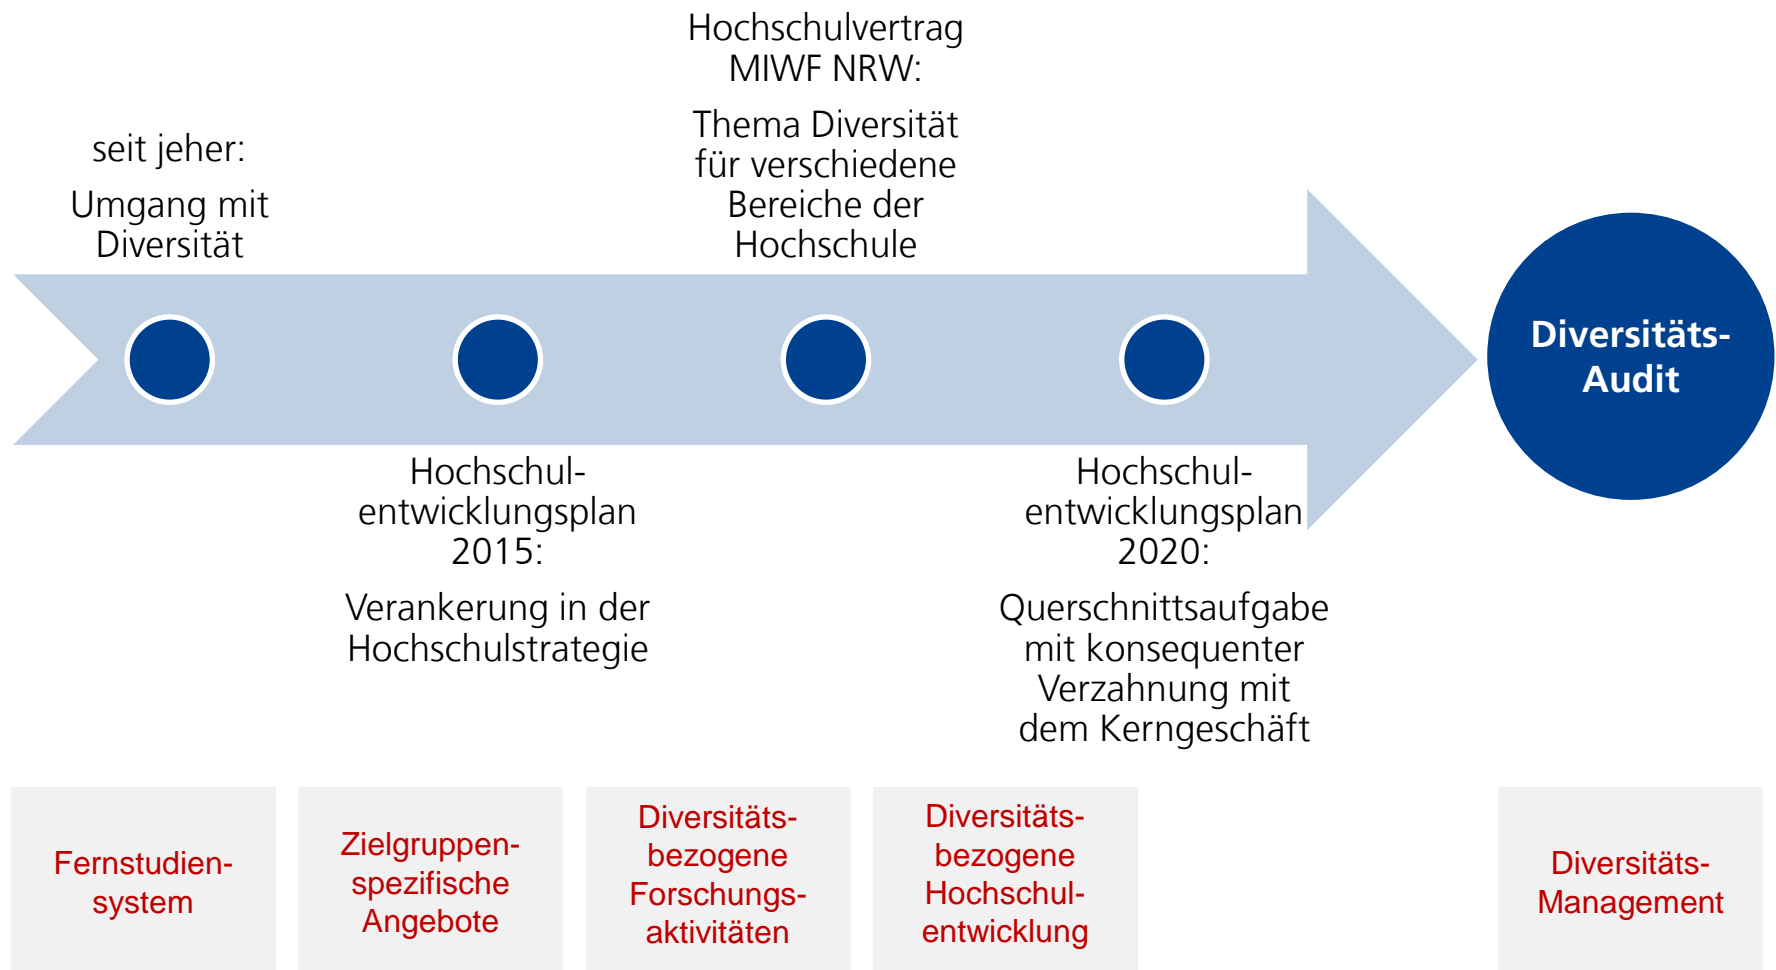 seit jeher:
Umgang mit
Diversität
Hochschul-
entwicklungsplan
2015:
Verankerung in der
Hochschulstrategie
Hochschulvertrag
MIWF NRW:
Thema Diversität
für verschiedene
Bereiche der
Hochschule
Hochschul-
entwicklungsplan
2020:
Querschnittsaufgabe
mit konsequenter
Verzahnung mit
dem Kerngeschäft
Diversitäts-
Audit
Fernstudien-
system
Zielgruppen-
spezifische
Angebote
Diversitäts-
bezogene
Forschungs-
aktivitäten
Diversitäts-
bezogene
Hochschul-
entwicklung
Diversitäts-
Management